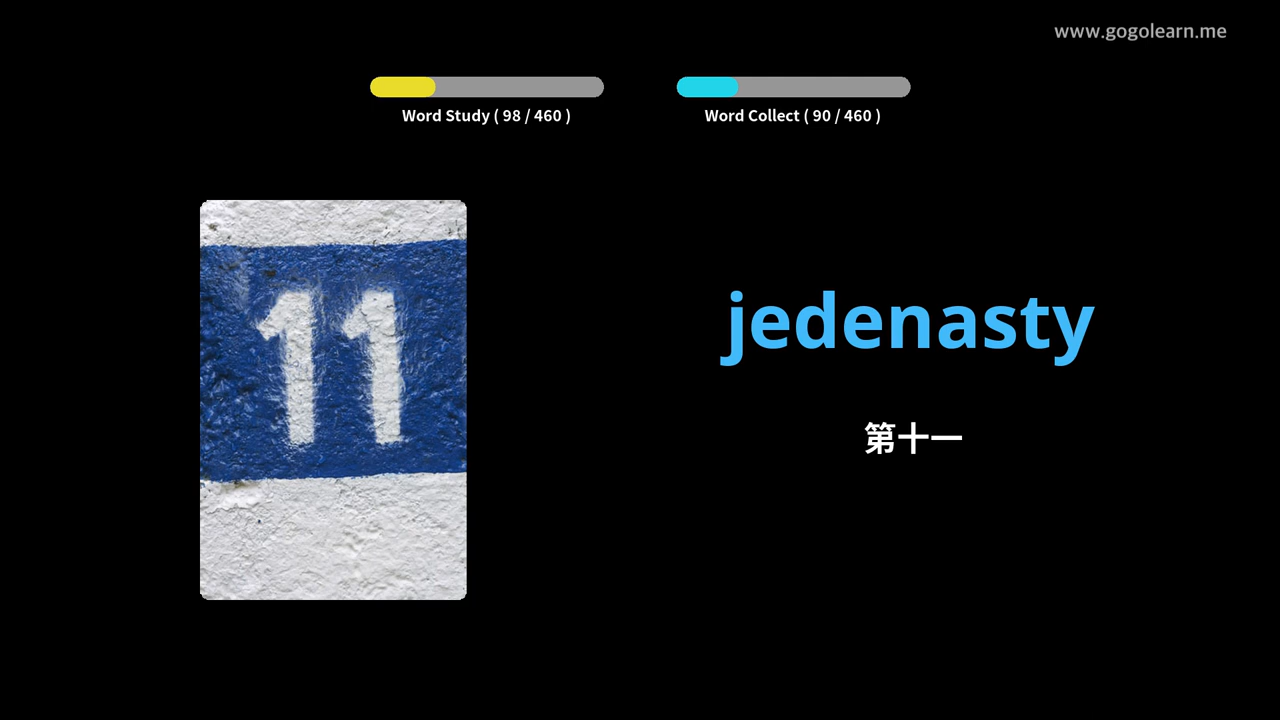 www.gogolearn.me
Word Study ( 98 / 460 )
Word Collect ( 90 / 460 )
11
jedenasty
第十一